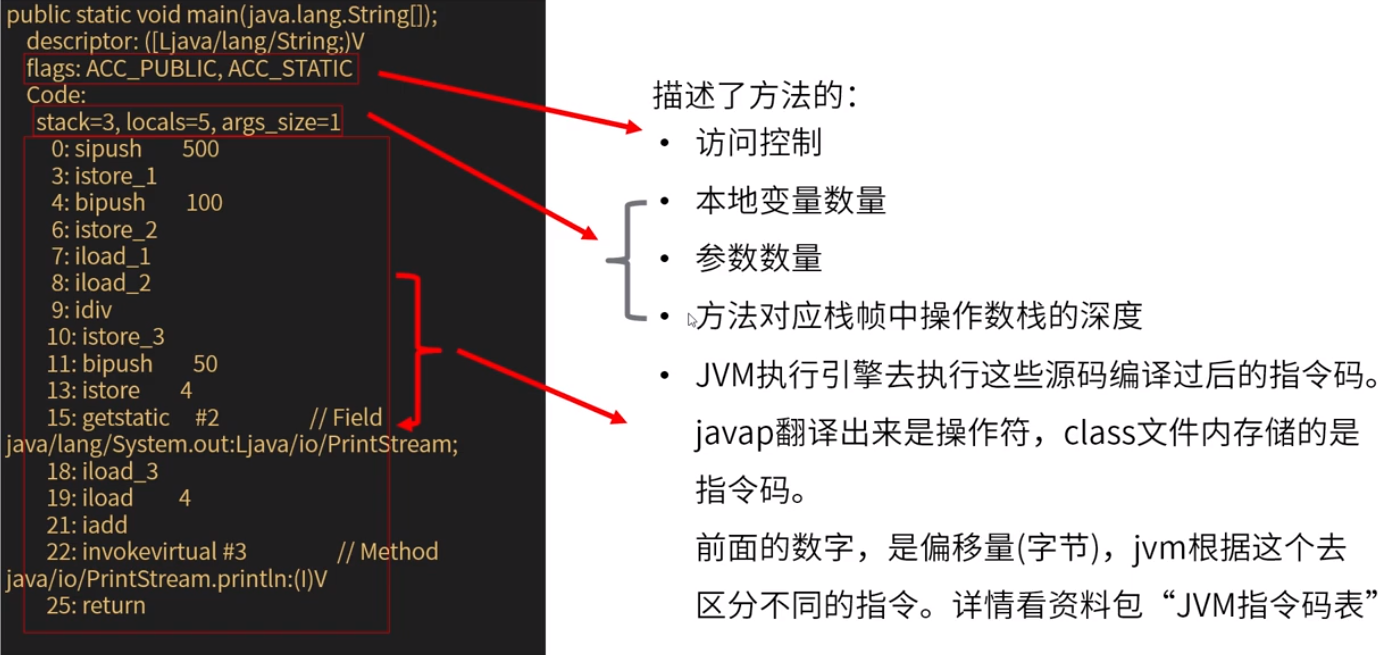 public static void main(java.lang.String[]);
descriptor: ([Ljava/lang/String;)V
flags: ACC_PUBLIC, ACC_STATIC
Code:
stack=3, locals=5, args_size=1
0: sipush 500
3: istore_1
4: bipush 100
6: istore_2
7: iload_1
8: iload_2
9: idiv
10: istore_3
11: bipush 50
13: istore 4
15: getstatic #2 // Field
java/lang/System.out:Ljava/io/PrintStream;
18: iload_3
19: iload 4
21: iadd
22: invokevirtual #3 // Method
java/io/PrintStream.println:(I)V
25: return
描述了方法的：
• 访问控制
• 本地变量数量
• 参数数量
• 方法对应栈帧中操作数栈的深度
• JVM执行引擎去执行这些源码编译过后的指令码。
javap翻译出来是操作符，class文件内存储的是
指令码。
前面的数字，是偏移量(字节)，jvm根据这个去
区分不同的指令。详情看资料包“JVM指令码表”